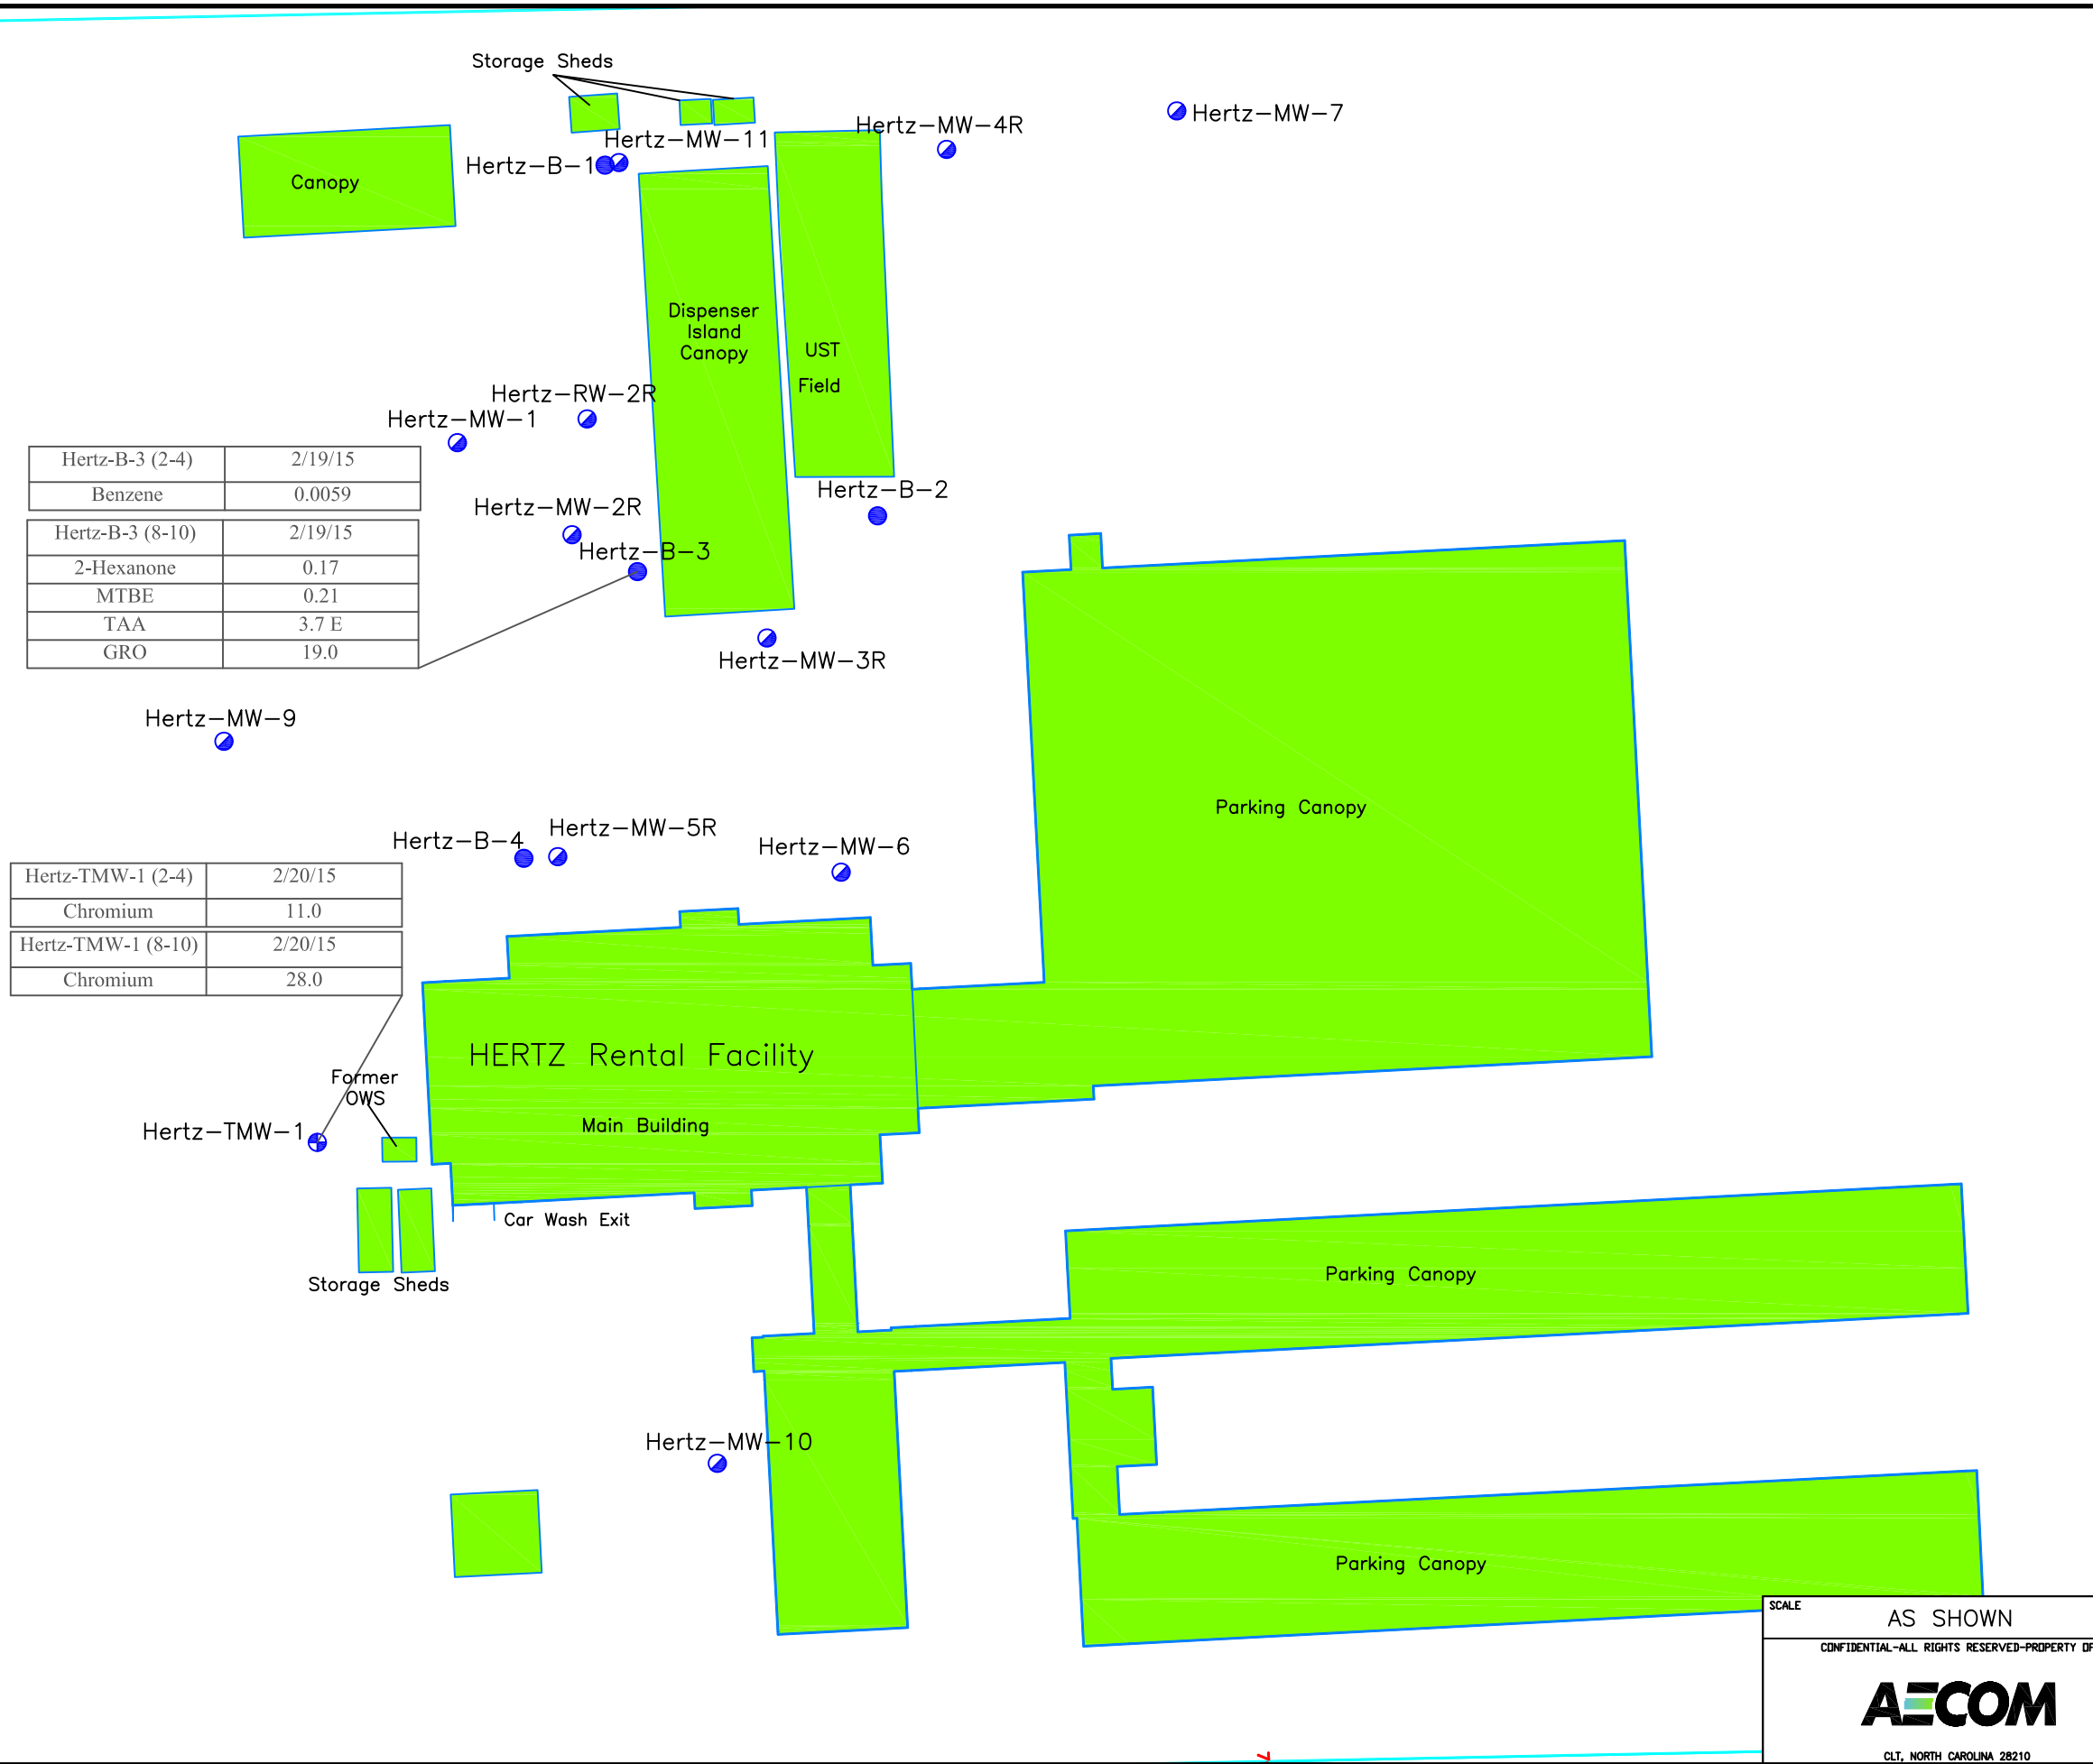 Storage Sheds
Hertz-MW-7
Hertz-MW-4R
Hertz-MW-11
Hertz-B-1
Canopy
Dispenser
Island
Canopy
UST
Field
Hertz-RW-2R
Hertz-MW-1
Hertz-B-3 (2-4) 2/19/15
Benzene 0.0059
Hertz-B-2
Hertz-MW-2R
Hertz-B-3 (8-10) 2/19/15
2-Hexanone 0.17
MTBE 0.21
TAA 3.7 E
GRO 19.0
Hertz-B-3
Hertz-MW-3R
Hertz-MW-9
Parking Canopy
Hertz-B-4
Hertz-MW-5R
Hertz-MW-6
Hertz-TMW-1 (2-4) 2/20/15
Chromium 11.0
Hertz-TMW-1 (8-10) 2/20/15
Chromium 28.0
HERTZ Rental Facility
Former
OWS
Main Building
Hertz-TMW-1
Car Wash Exit
Storage Sheds
Parking Canopy
Hertz-MW-10
Parking Canopy
SCALE
AS SHOWN
CONFIDENTIAL-ALL RIGHTS RESERVED-PROPERTY OF
AECOM
CLT, NORTH CAROLINA 28210